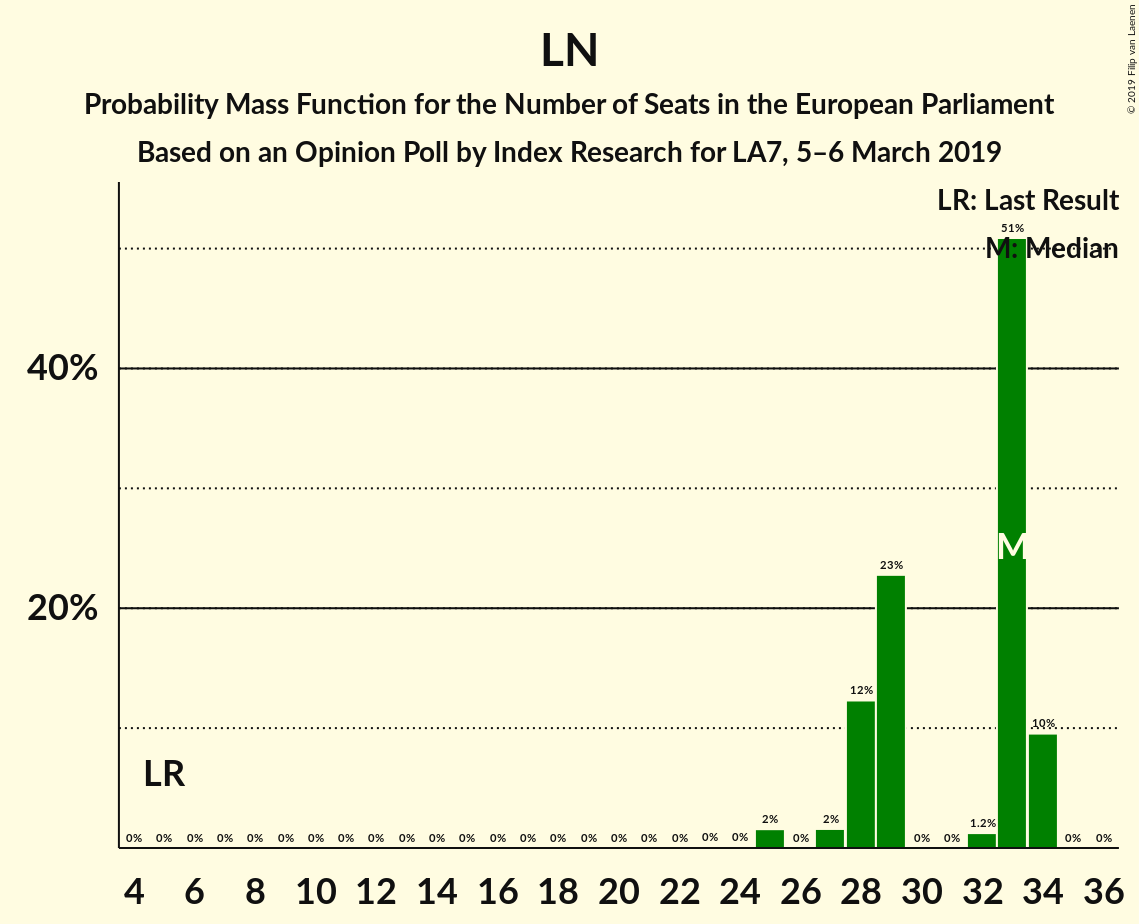 LN
Probability Mass Function for the Number of Seats in the European Parliament
Based on an Opinion Poll by Index Research for LA7, 5–6 March 2019
© 2019 Filip van Laenen
LR: Last Result
M: Median
51%
40%
M
23%
20%
12%
10%
LR
0% 0% 0% 0% 0% 0% 0% 0% 0% 0% 0% 0% 0% 0% 0% 0% 0% 0% 0% 0% 0% 2% 0% 2% 0% 0% 1.2% 0% 0%
4 6 8 10 12 14 16 18 20 22 24 26 28 30 32 34 36